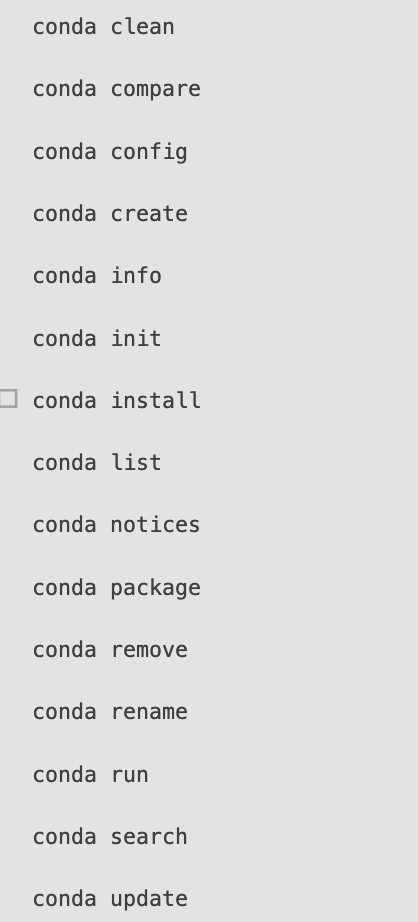 conda clean
conda compare
conda config
conda create
conda info
conda init
conda install
conda list
conda notices
conda package
conda remove
conda rename
conda run
conda search
conda update